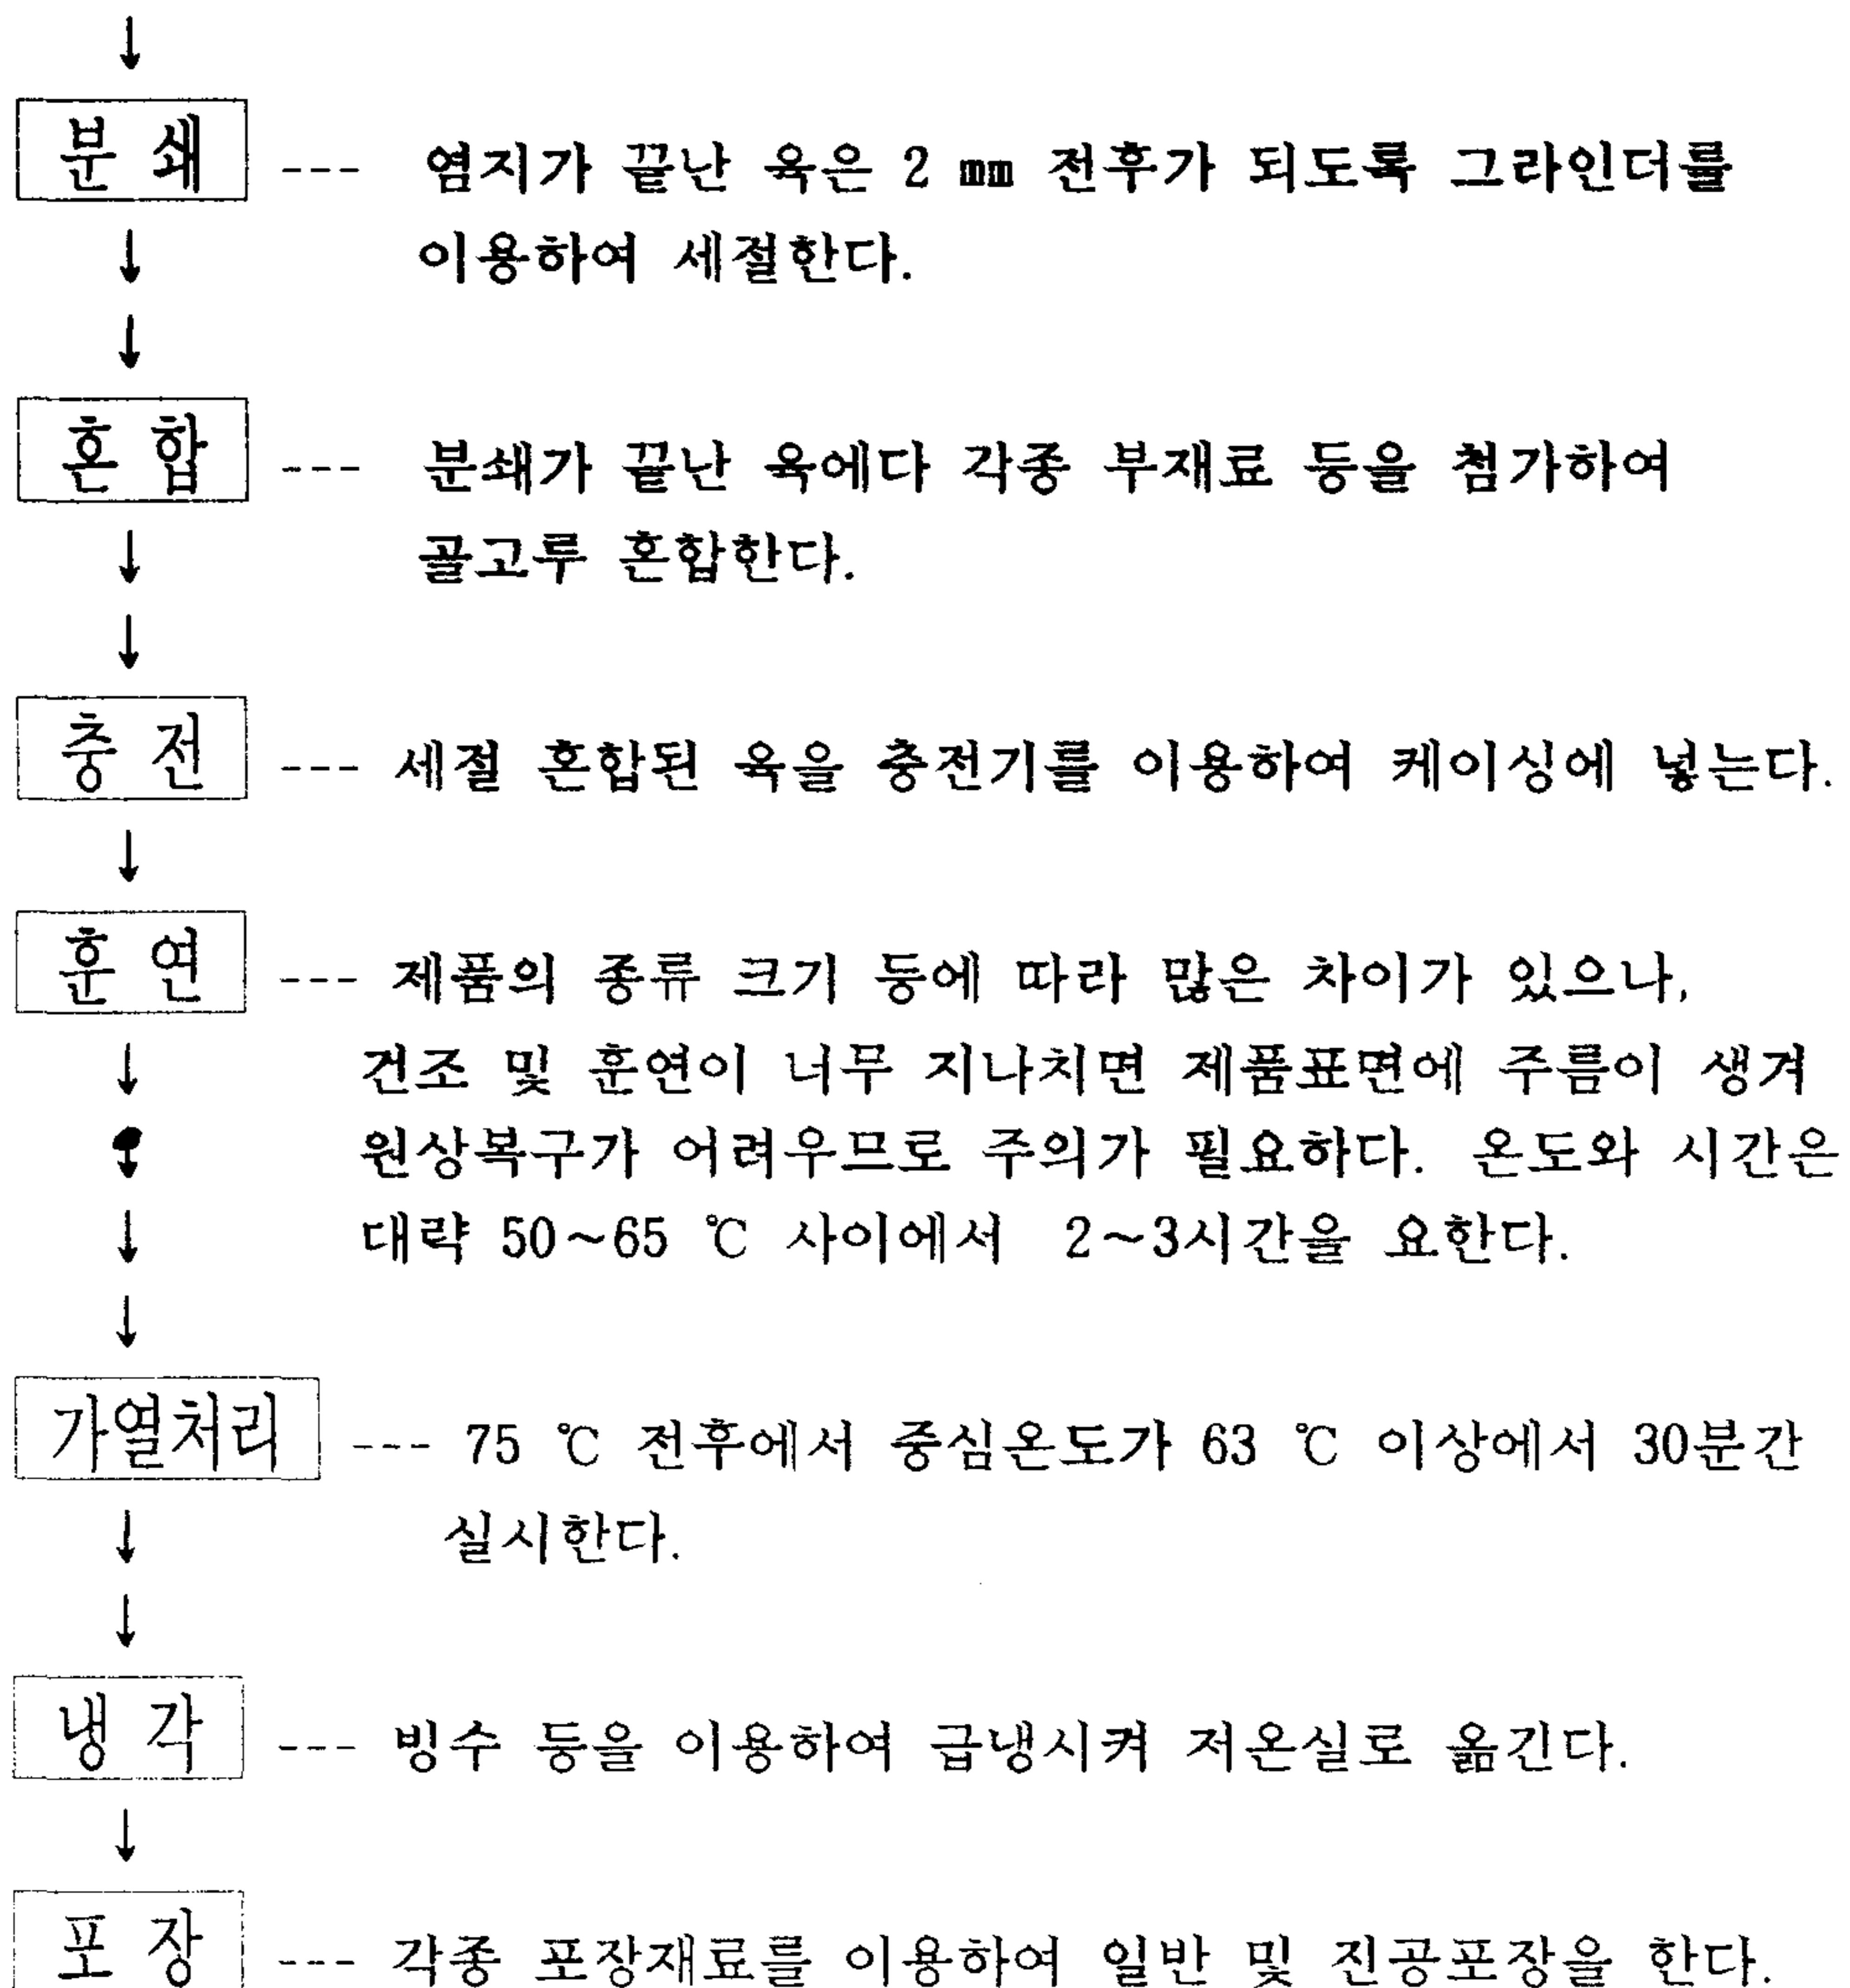 ↓
분 쇄 --- 염지가 끝난 육은 2 mm 전후가 되도록 그라인더를
↓ 이용하여 세절한다.
↓
혼 합 --- 분쇄가 끝난 육에다 각종 부재료 등을 첨가하여
↓ 골고루 혼합한다.
↓
충 전 --- 세절 혼합된 육을 충전기를 이용하여 케이싱에 넣는다.
↓
훈 연 --- 제품의 종류 크기 등에 따라 많은 차이가 있으나,
↓ 건조 및 훈연이 너무 지나치면 제품표면에 주름이 생겨
↓ 원상복구가 어려우므로 주의가 필요하다. 온도와 시간은
↓ 대략 50~65 ℃ 사이에서 2~3시간을 요한다.
↓
가열처리 --- 75 ℃ 전후에서 중심온도가 63 ℃ 이상에서 30분간
↓ 실시한다.
↓
냉 각 --- 빙수 등을 이용하여 급냉시켜 저온실로 옮긴다.
↓
포 장 --- 각종 포장재료를 이용하여 일반 및 진공포장을 한다.